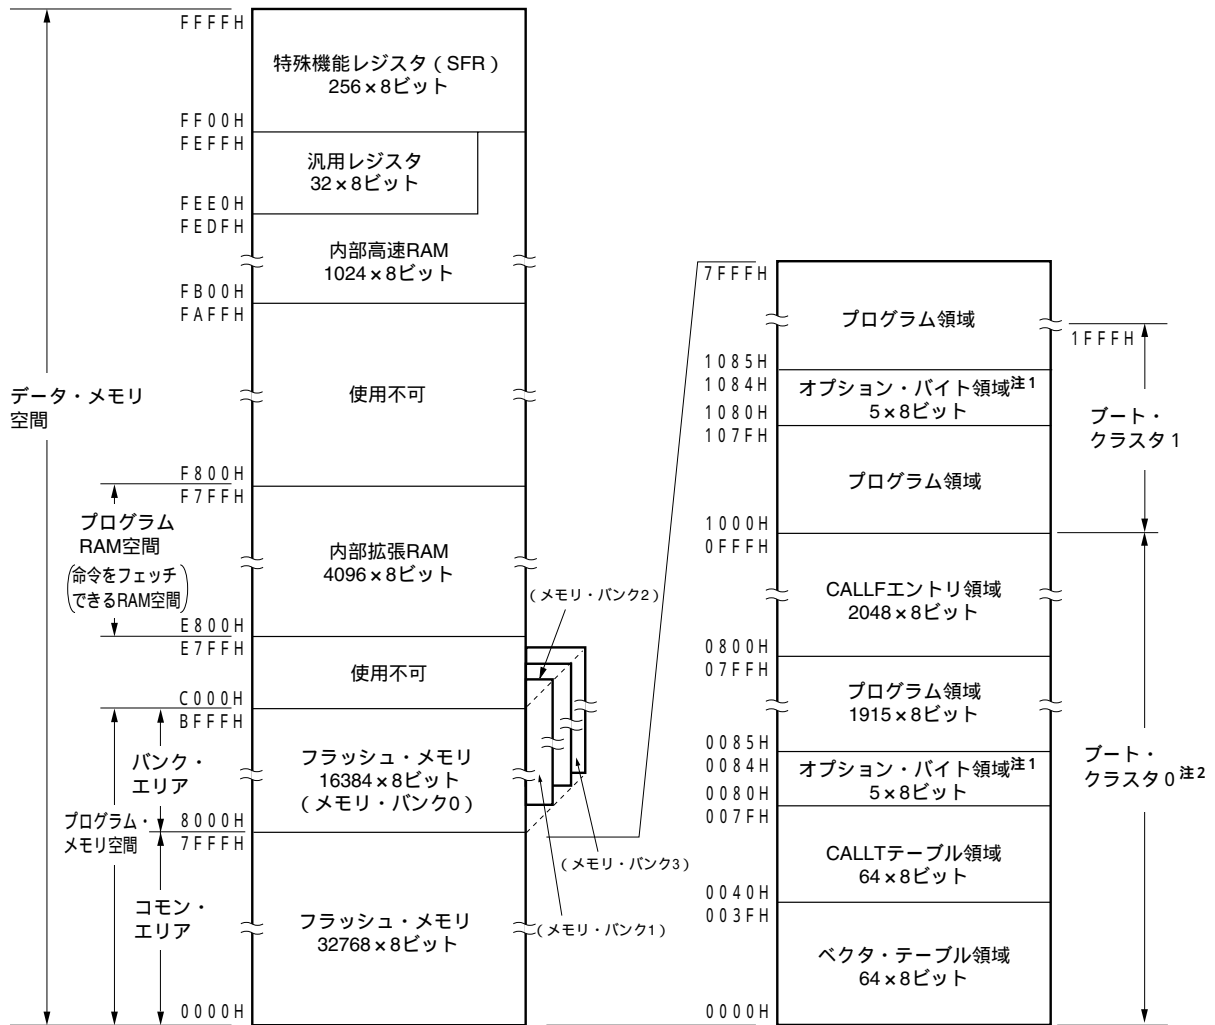 FFFFH
特殊機能レジスタ（SFR）
256×8ビット
FF00H
FEFFH
汎用レジスタ
32×8ビット
FEE0H
FEDFH
内部高速RAM
1024×8ビット
FB00H
FAFFH
データ・メモリ
空間
使用不可
F800H
F7FFH
プログラム
RAM空間
(命令をフェッチ
できるRAM空間)
内部拡張RAM
4096×8ビット
E800H
E7FFH
使用不可
C000H
BFFFH
バンク・
エリア
フラッシュ・メモリ
16384×8ビット
（メモリ・バンク0）
プログラム・
メモリ空間
8000H
7FFFH
コモン・
エリア
フラッシュ・メモリ
32768×8ビット
0000H
（メモリ・バンク2）
（メモリ・バンク3）
（メモリ・バンク1）
7FFFH
プログラム領域
1FFFH
1085H
1084H
オプション・バイト領域注1
5×8ビット
1080H
107FH
ブート・
クラスタ1
プログラム領域
1000H
0FFFH
CALLFエントリ領域
2048×8ビット
0800H
07FFH
プログラム領域
1915×8ビット
0085H
0084H
オプション・バイト領域注1
5×8ビット
0080H
007FH
ブート・
クラスタ0注2
CALLTテーブル領域
64×8ビット
0040H
003FH
ベクタ・テーブル領域
64×8ビット
0000H